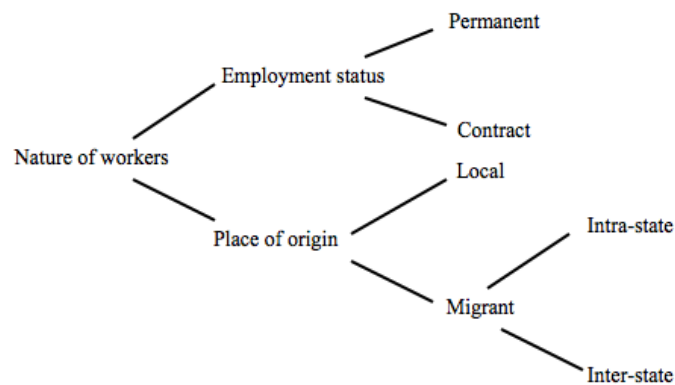 Permanent
Employment status
Contract
Nature of workers
Local
Intra-state
Place of origin
Migrant
Inter-state